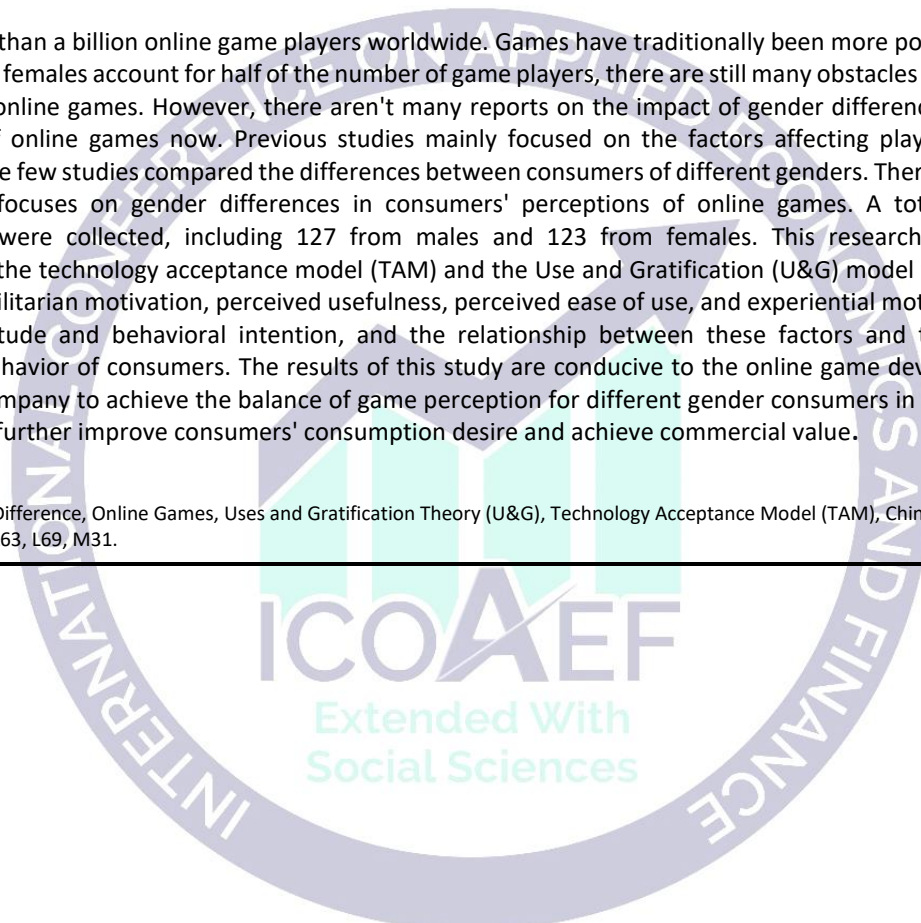 than a billion online game players worldwide. Games have traditionally been more po
females account for half of the number of game players, there are still many obstacles
online games. However, there aren't many reports on the impact of gender differenc
online games now. Previous studies mainly focused on the factors affecting play
few studies compared the differences between consumers of different genders. Ther
focuses on gender differences in consumers' perceptions of online games. A tot
were collected, including 127 from males and 123 from females. This research
the technology acceptance model (TAM) and the Use and Gratification (U&G) model
ilitarian motivation, perceived usefulness, perceived ease of use, and experiential mot
tude and behavioral intention, and the relationship between these factors and t
havior of consumers. The results of this study are conducive to the online game dev
mpany to achieve the balance of game perception for different gender consumers in
further improve consumers' consumption desire and achieve commercial value.
Difference, Online Games, Uses and Gratification Theory (U&G), Technology Acceptance Model (TAM), Chin
63, L69, M31.
INTERNATIONAL CONFERENCE ON APPLIED ECONOMICS AND FINANCE
ICOAEF
Extended With
Social Sciences